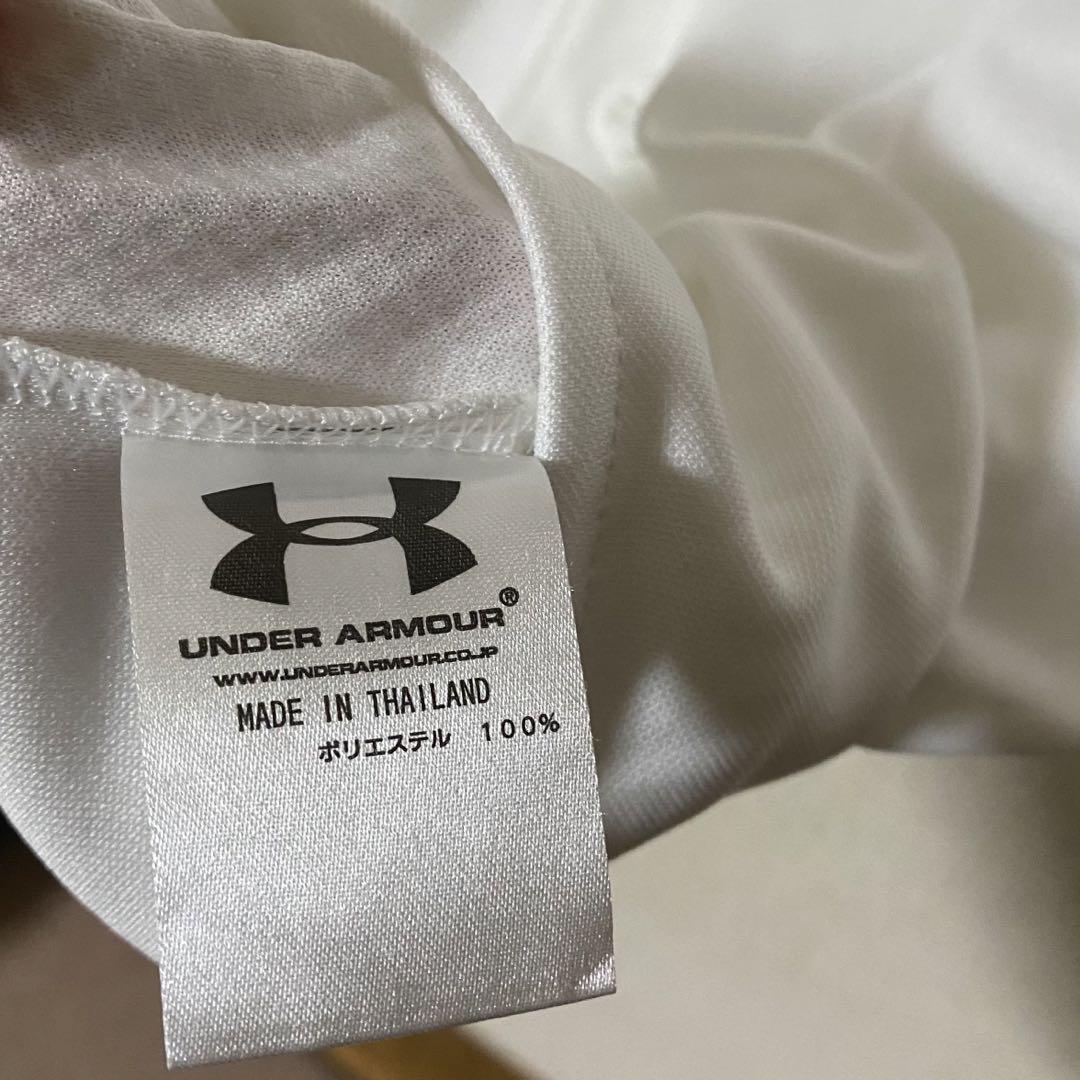 UNDER ARMOUR®
WWW.UNDERARMOUR.CO.JP
MADE IN THAILAND
ポリエステル 100%